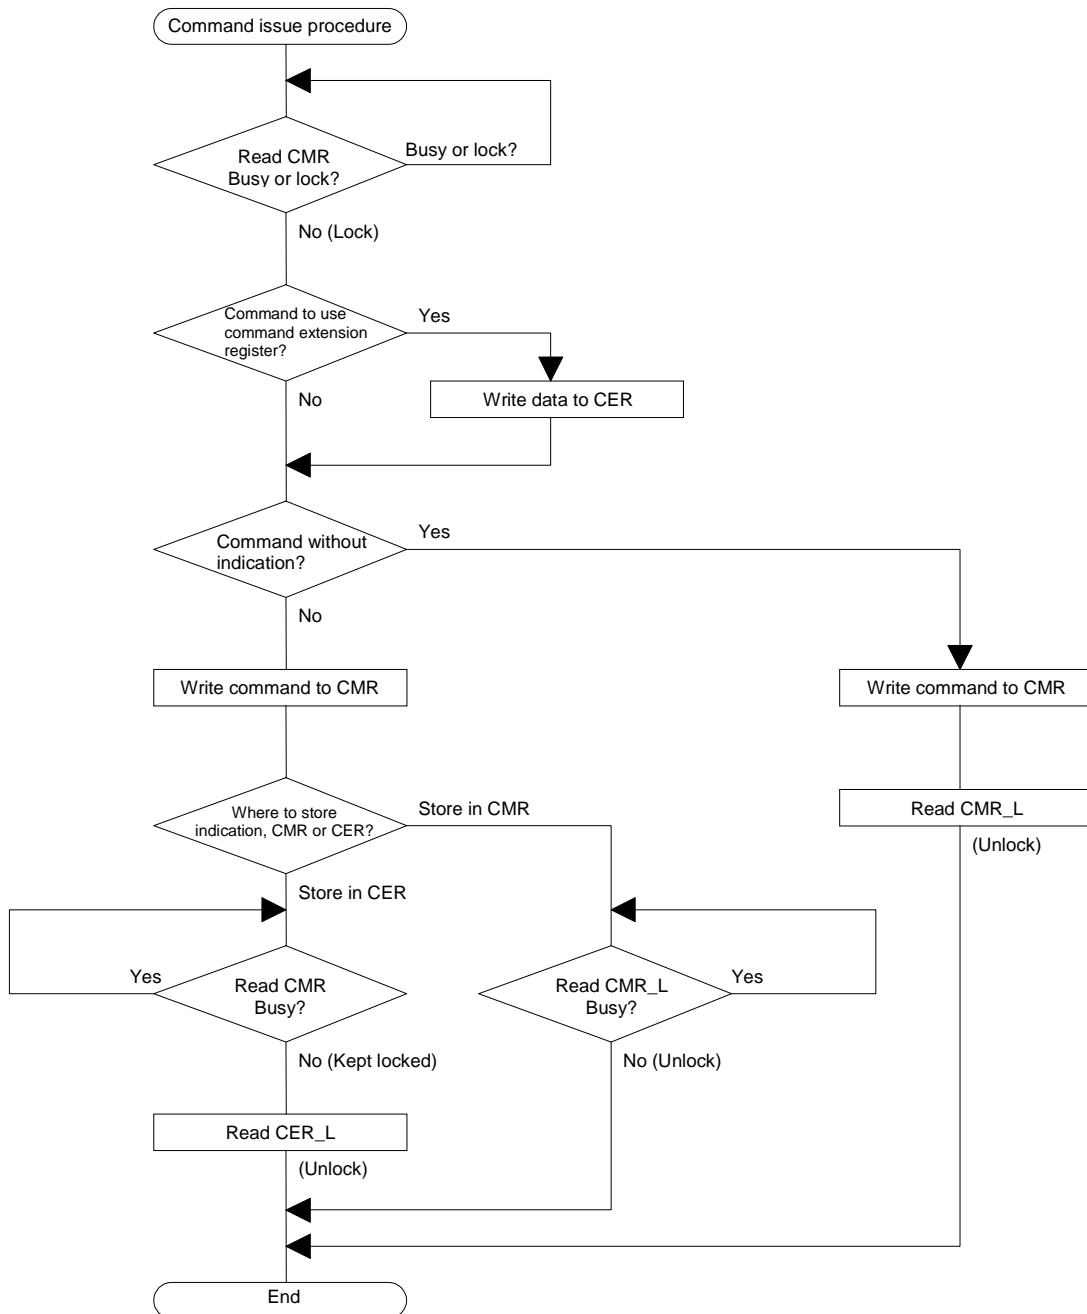 Command issue procedure
Read CMR
Busy or lock?
Busy or lock?
No (Lock)
Command to use
command extension
register?
Yes
No
Write data to CER
Command without
indication?
Yes
No
Write command to CMR
Write command to CMR
Where to store
indication, CMR or CER?
Store in CMR
Read CMR_L
(Unlock)
Store in CER
Yes
Read CMR
Busy?
Read CMR_L
Busy?
Yes
No (Kept locked)
No (Unlock)
Read CER_L
(Unlock)
End